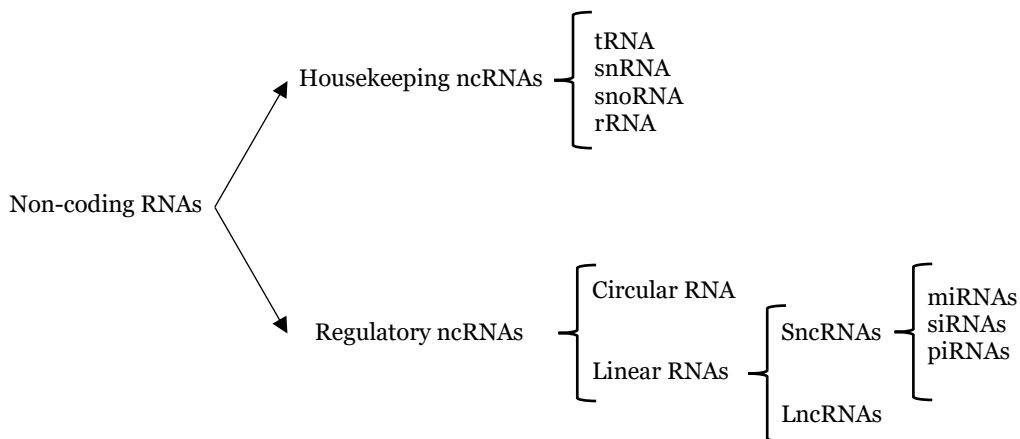 tRNA
snRNA
Housekeeping ncRNAs
snoRNA
rRNA
Non-coding RNAs
Circular RNA
miRNAs
siRNAs
Regulatory ncRNAs
SncRNAs
piRNAs
Linear RNAs
LncRNAs